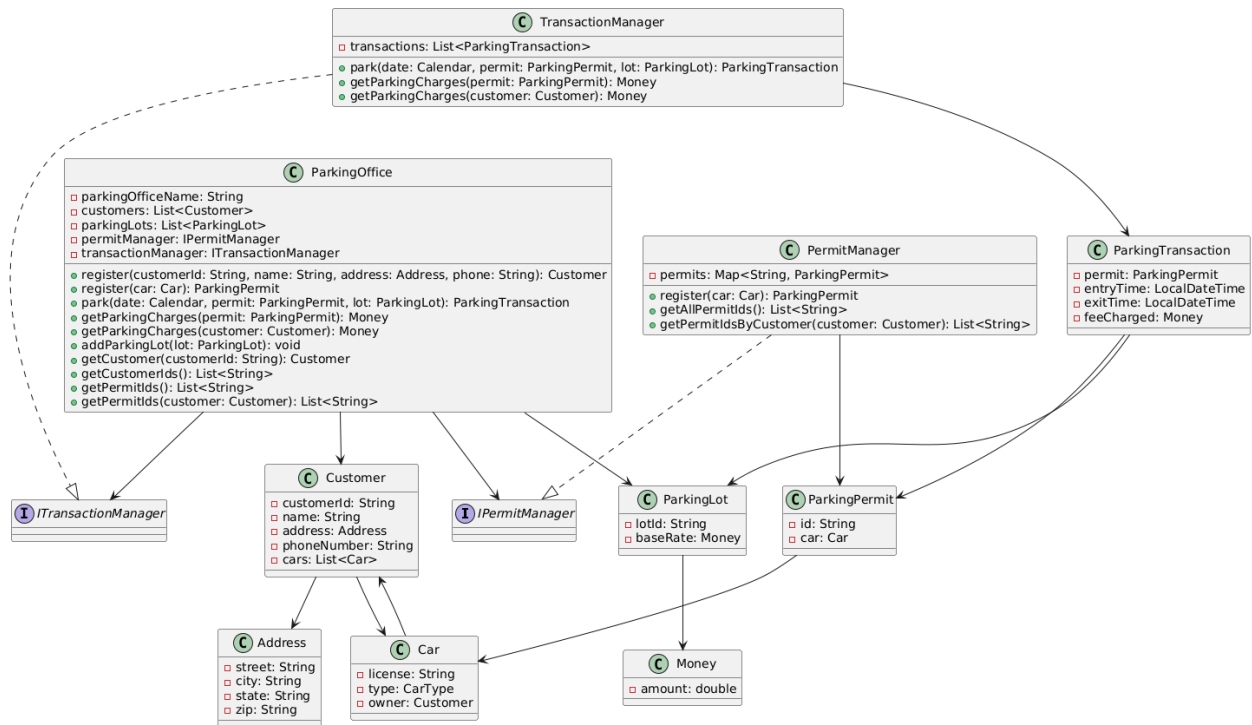 C TransactionManager
transactions: List<ParkingTransaction>
park(date: Calendar, permit: ParkingPermit, lot: ParkingLot): ParkingTransaction
getParkingCharges(permit: ParkingPermit): Money
getParkingCharges(customer: Customer): Money
C ParkingOffice
parkingOfficeName: String
customers: List<Customer>
parkingLots: List<ParkingLot>
permitManager: IPermitManager
transactionManager: ITransactionManager
register(customerId: String, name: String, address: Address, phone: String): Customer
register(car: Car): ParkingPermit
park(date: Calendar, permit: ParkingPermit, lot: ParkingLot): ParkingTransaction
getParkingCharges(permit: ParkingPermit): Money
getParkingCharges(customer: Customer): Money
addParkingLot(lot: ParkingLot): void
getCustomer(customerId: String): Customer
getCustomerIds(): List<String>
getPermitIds(): List<String>
getPermitIds(customer: Customer): List<String>
C PermitManager
permits: Map<String, ParkingPermit>
register(car: Car): ParkingPermit
getAllPermitIds(): List<String>
getPermitIdsByCustomer(customer: Customer): List<String>
C ParkingTransaction
permit: ParkingPermit
entryTime: LocalDateTime
exitTime: LocalDateTime
feeCharged: Money
I ITransactionManager
C Customer
customerId: String
name: String
address: Address
phoneNumber: String
cars: List<Car>
I IPermitManager
C ParkingLot
lotId: String
baseRate: Money
C ParkingPermit
id: String
car: Car
C Address
street: String
city: String
state: String
zip: String
C Car
license: String
type: CarType
owner: Customer
C Money
amount: double